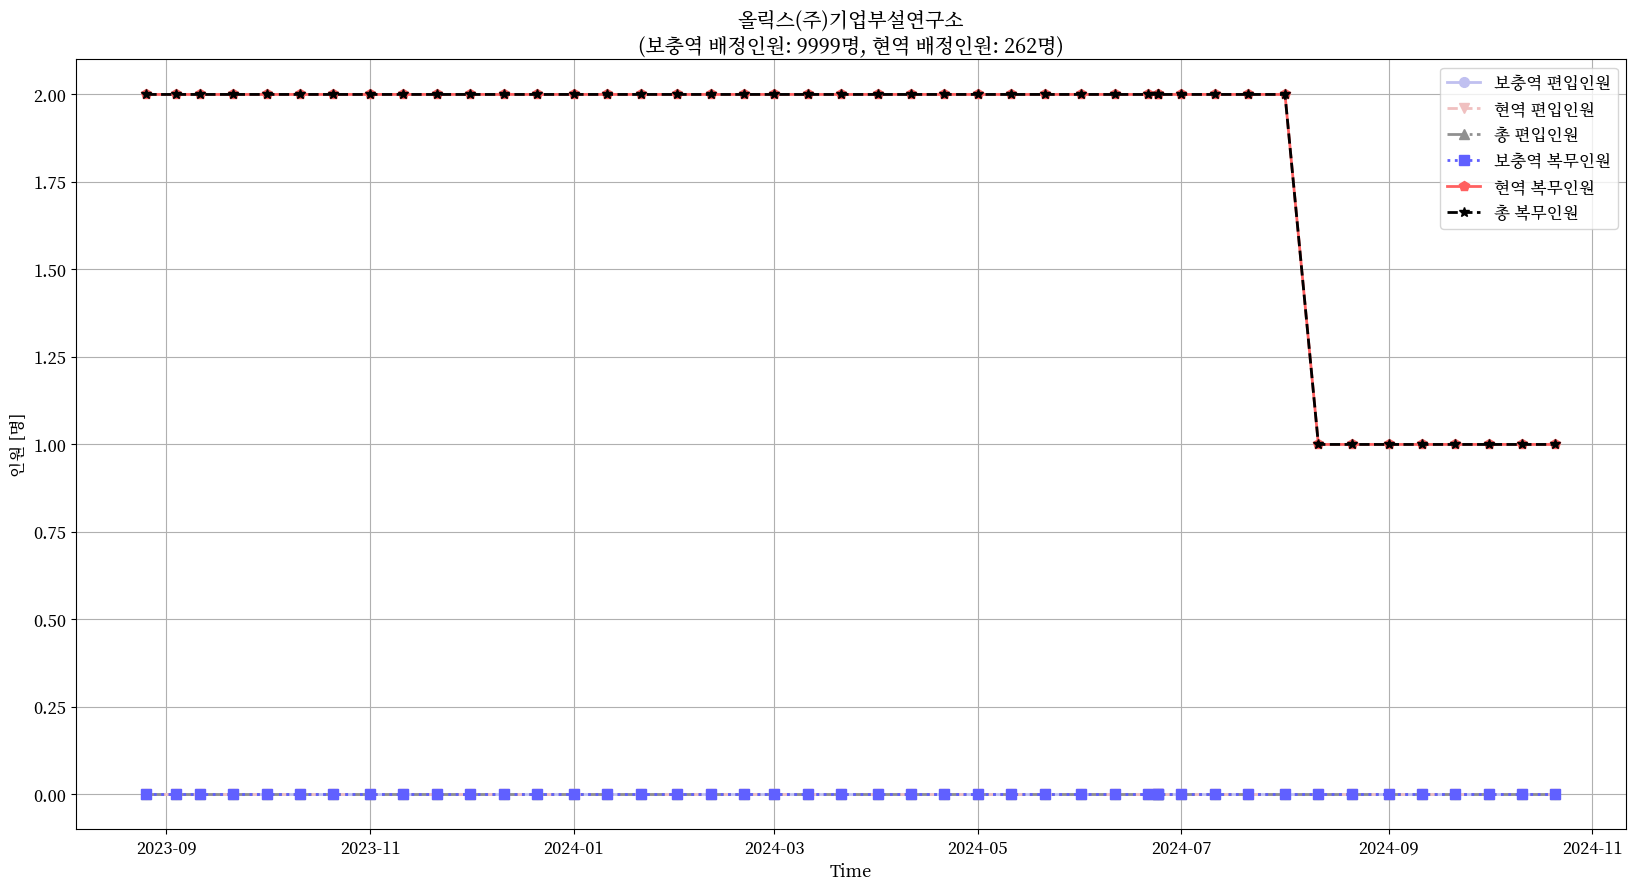 올릭스(주)기업부설연구소
(보충역 배정인원: 9999명, 현역 배정인원: 262명)
보충역 편입인원
현역 편입인원
총 편입인원
보충역 복무인원
현역 복무인원
총 복무인원
인원 [명]
2.00
1.75
1.50
1.25
1.00
0.75
0.50
0.25
0.00
2023-09 2023-11 2024-01 2024-03 2024-05 2024-07 2024-09 2024-11
Time